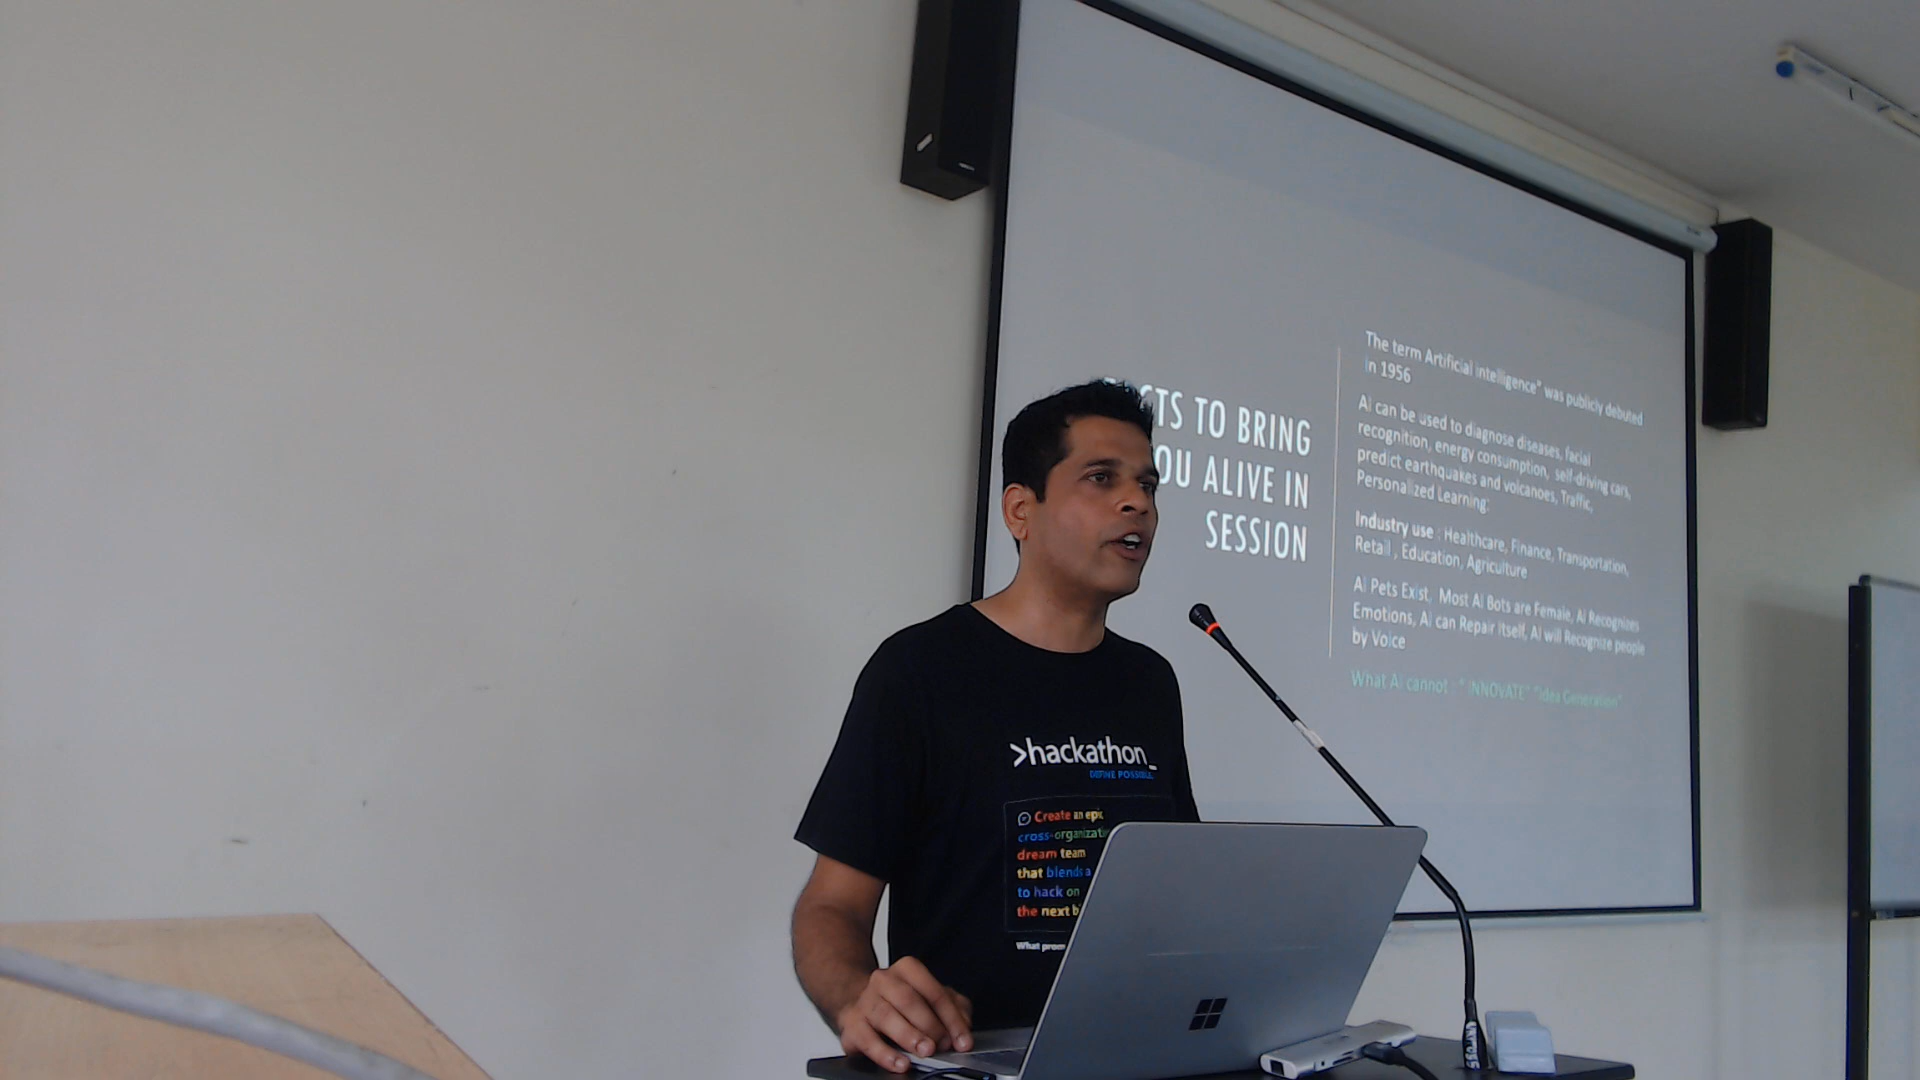 CTS TO BRING
OU ALIVE IN
SESSION
The term Artificial intelligence" was publicly debuted
in 1956
Ai can be used to diagnose diseases, facial
recognition, energy consumption, self-driving cars,
predict earthquakes and volcanoes, Traffic,
Personalized Learning.
Industry use : Healthcare, Finance, Transportation,
Retail , Education, Agriculture
Ai Pets Exist, Most Ai Bots are Female, Ai Recognizes
Emotions, Ai can Repair itself, Ai will Recognize people
by Voice
What Ai cannot : " INNOVATE" "Idea Generation"
>hackathon_
DEFINE POSSIBLE.
Create an epic
cross-organizati
dream team
that blends a
to hack on
the next b
What prom